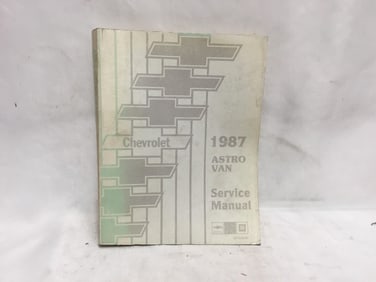 Chevrolet
1987
ASTRO
VAN
Service
Manual